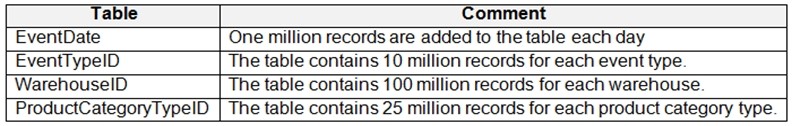 Table Comment
EventDate One million records are added to the table each day
EventTypeID The table contains 10 million records for each event type.
WarehouseID The table contains 100 million records for each warehouse.
ProductCategoryTypeID The table contains 25 million records for each product category type.